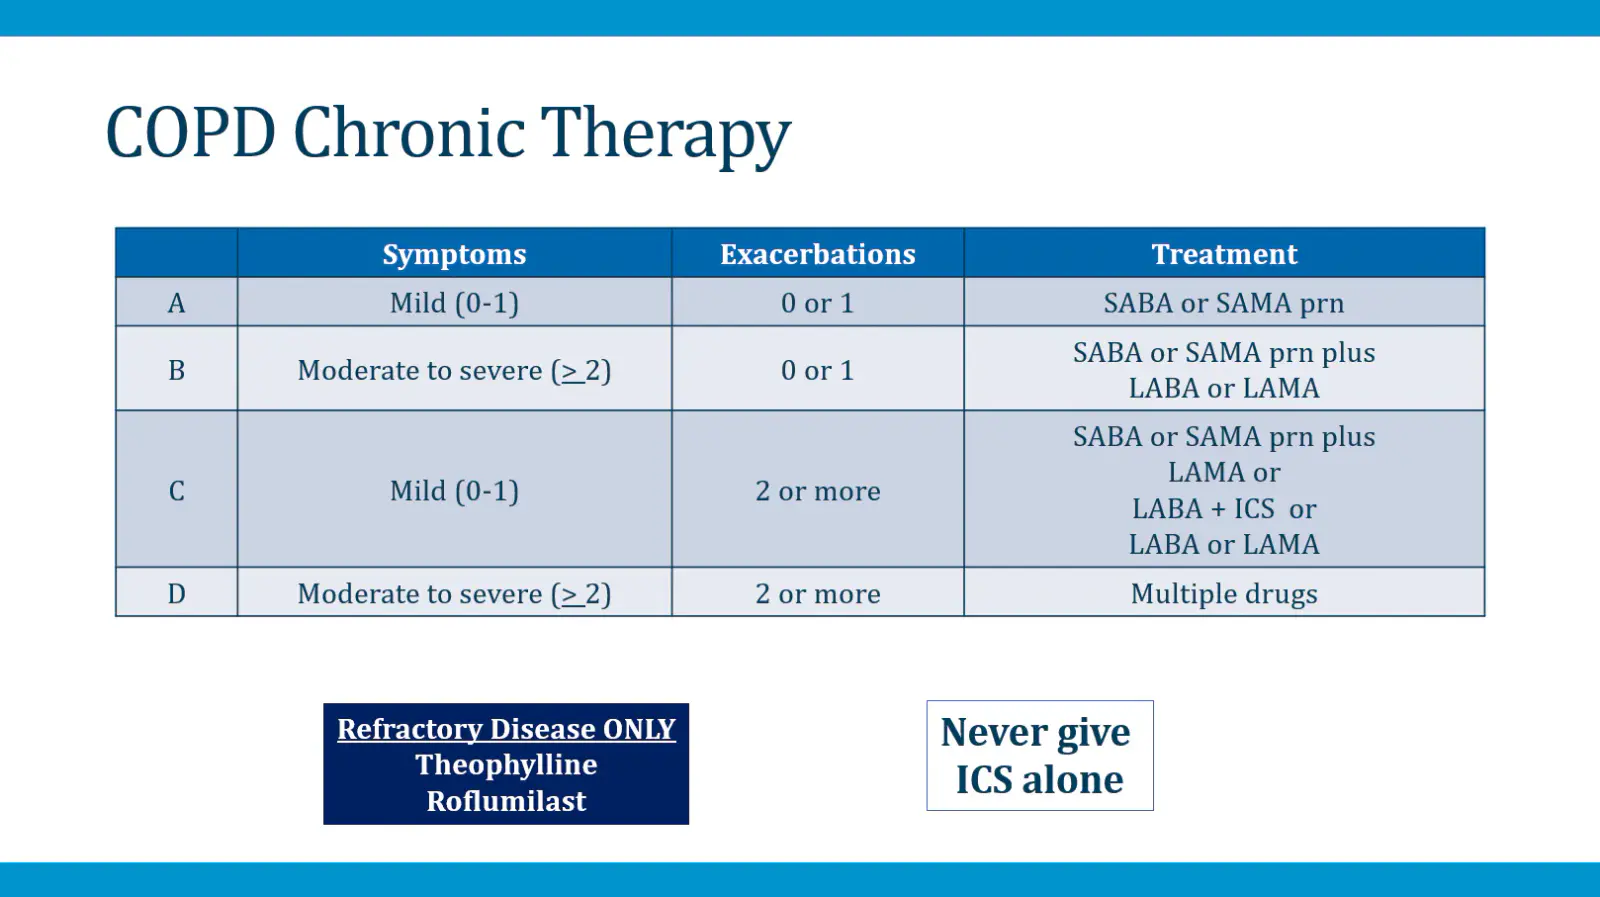 COPD Chronic Therapy
Symptoms Exacerbations Treatment
A Mild (0-1) 0 or 1 SABA or SAMA prn
B Moderate to severe (> 2) 0 or 1 SABA or SAMA prn plus
LABA or LAMA
C Mild (0-1) 2 or more SABA or SAMA prn plus
LAMA or
LABA + ICS or
LABA or LAMA
D Moderate to severe (> 2) 2 or more Multiple drugs
Refractory Disease ONLY
Theophylline
Roflumilast
Never give
ICS alone